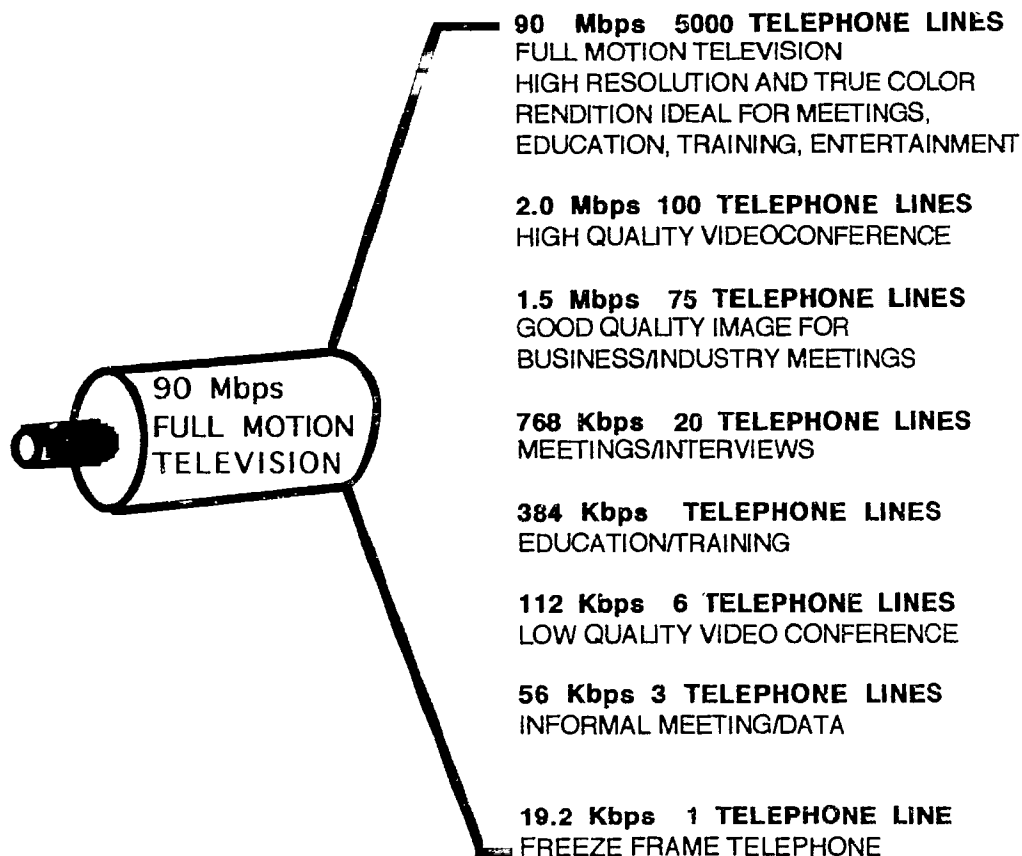 90 Mbps 5000 TELEPHONE LINES
FULL MOTION TELEVISION
HIGH RESOLUTION AND TRUE COLOR
RENDITION IDEAL FOR MEETINGS,
EDUCATION, TRAINING, ENTERTAINMENT
2.0 Mbps 100 TELEPHONE LINES
HIGH QUALITY VIDEOCONFERENCE
1.5 Mbps 75 TELEPHONE LINES
GOOD QUALITY IMAGE FOR
BUSINESS/INDUSTRY MEETINGS
90 Mbps
FULL MOTION
TELEVISION
768 Kbps 20 TELEPHONE LINES
MEETINGS/INTERVIEWS
384 Kbps TELEPHONE LINES
EDUCATION/TRAINING
112 Kbps 6 TELEPHONE LINES
LOW QUALITY VIDEO CONFERENCE
56 Kbps 3 TELEPHONE LINES
INFORMAL MEETING/DATA
19.2 Kbps 1 TELEPHONE LINE
FREEZE FRAME TELEPHONE